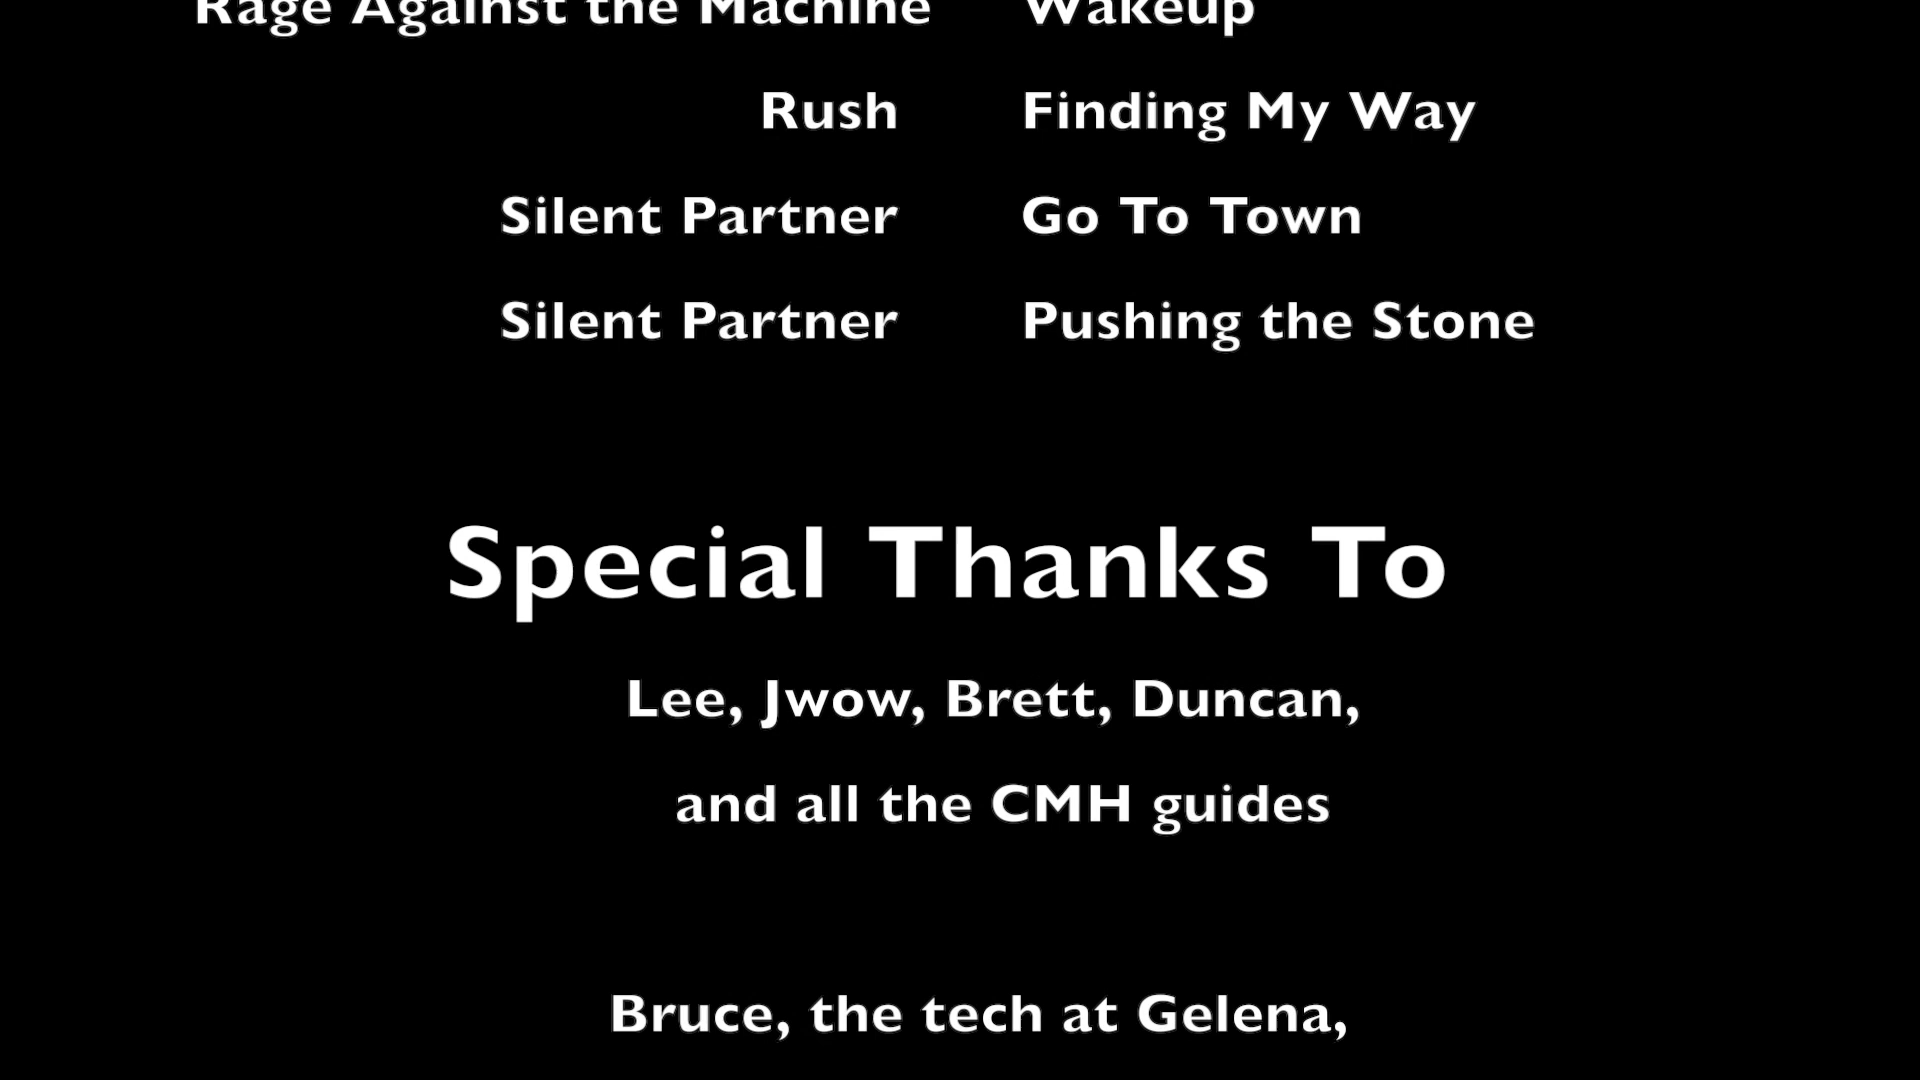 Rage Against the Machine Wakeup
Rush Finding My Way
Silent Partner Go To Town
Silent Partner Pushing the Stone
Special Thanks To
Lee, Jwow, Brett, Duncan,
and all the CMH guides
Bruce, the tech at Gelena,